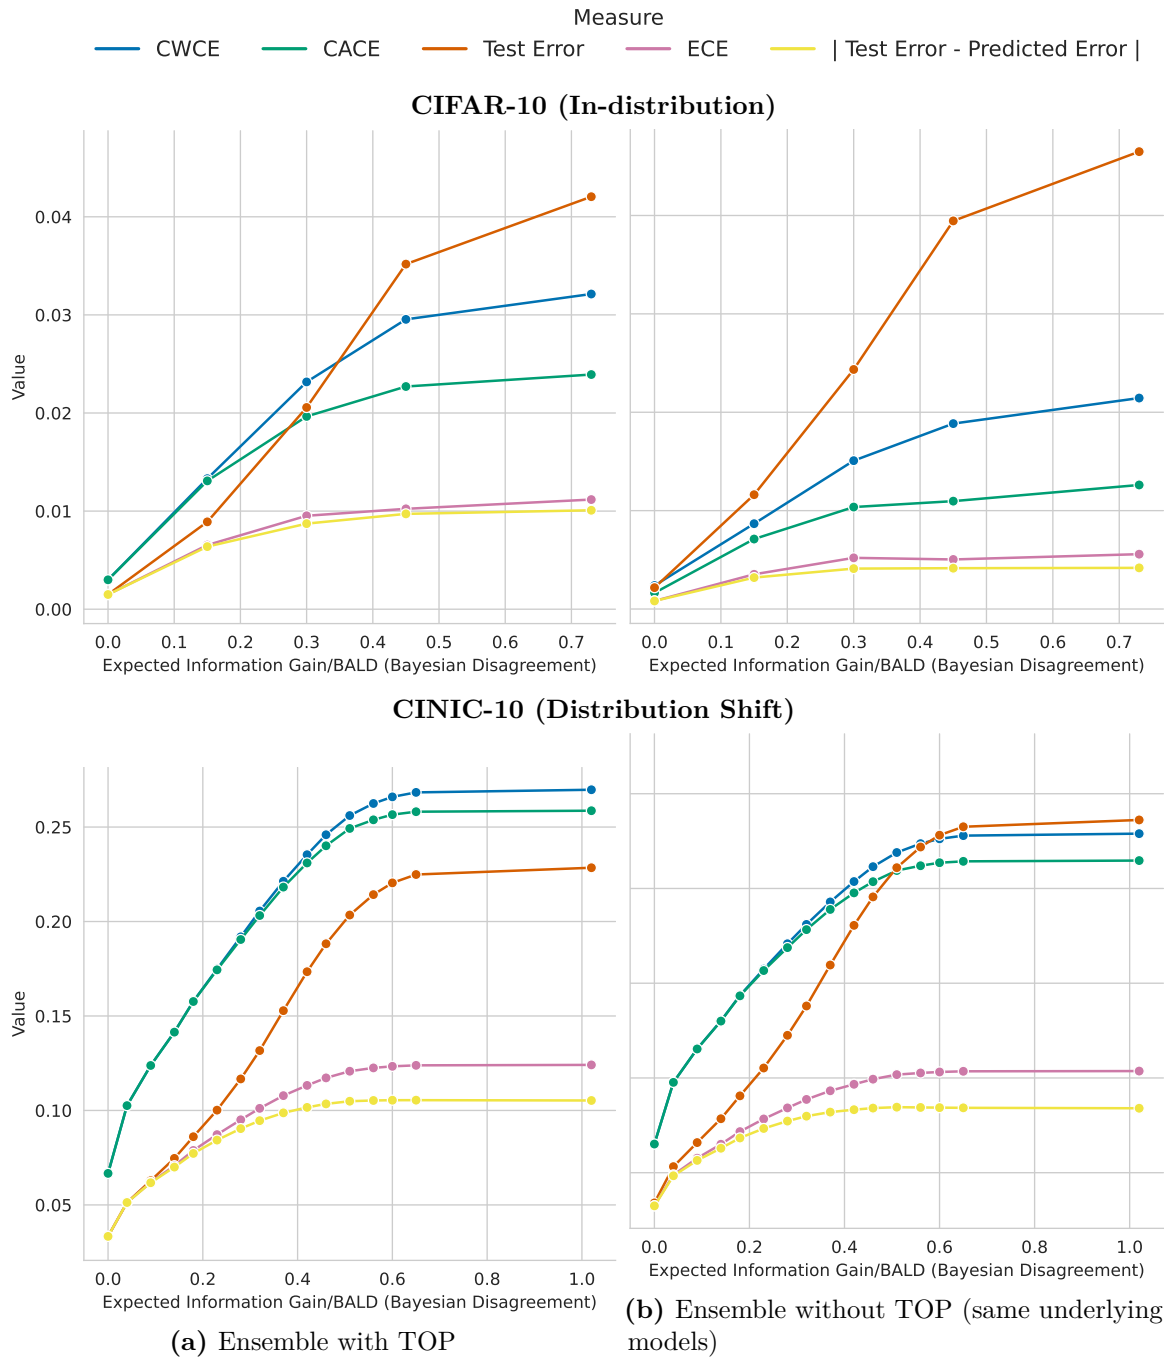 Measure
CWCE CACE Test Error ECE | Test Error - Predicted Error |
CIFAR-10 (In-distribution)
0.04
0.03
0.02
0.01
0.00
Value
0.0 0.1 0.2 0.3 0.4 0.5 0.6 0.7
Expected Information Gain/BALD (Bayesian Disagreement)
0.0 0.1 0.2 0.3 0.4 0.5 0.6 0.7
Expected Information Gain/BALD (Bayesian Disagreement)
CINIC-10 (Distribution Shift)
0.25
0.20
0.15
0.10
0.05
Value
0.0 0.2 0.4 0.6 0.8 1.0
Expected Information Gain/BALD (Bayesian Disagreement)
(a) Ensemble with TOP
0.0 0.2 0.4 0.6 0.8 1.0
Expected Information Gain/BALD (Bayesian Disagreement)
(b) Ensemble without TOP (same underlying
models)